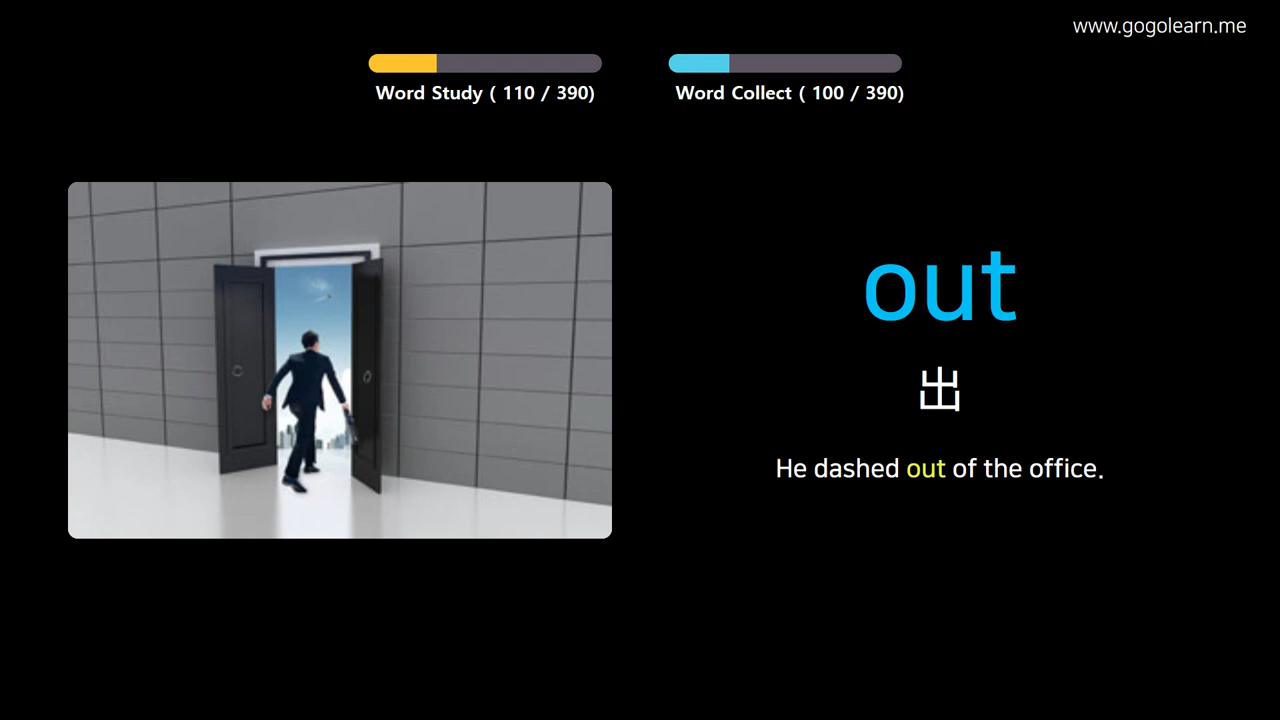 www.gogolearn.me
Word Study ( 110 / 390)
Word Collect ( 100 / 390)
out
出
He dashed out of the office.